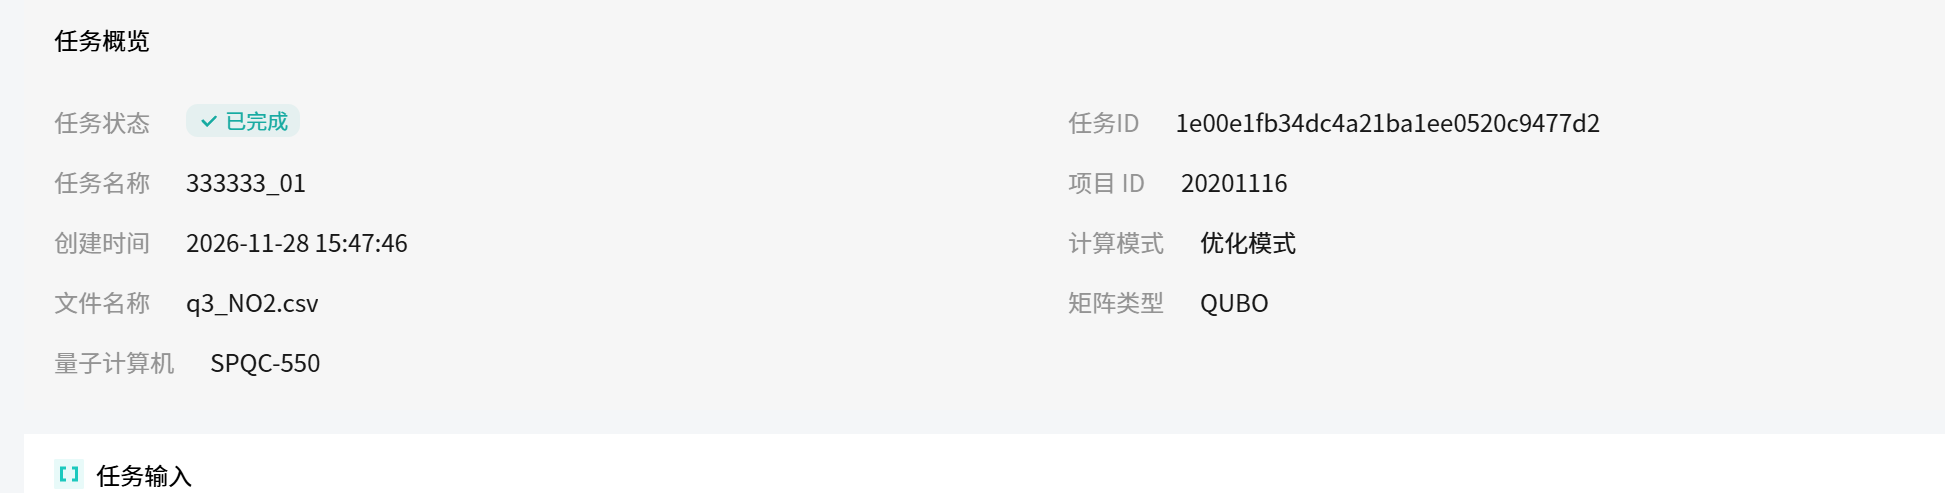 任务概览
任务状态 已完成
任务ID 1e00e1fb34dc4a21ba1ee0520c9477d2
任务名称 333333_01
项目 ID 20201116
创建时间 2026-11-28 15:47:46
计算模式 优化模式
文件名称 q3_NO2.csv
矩阵类型 QUBO
量子计算机 SPQC-550
任务输入